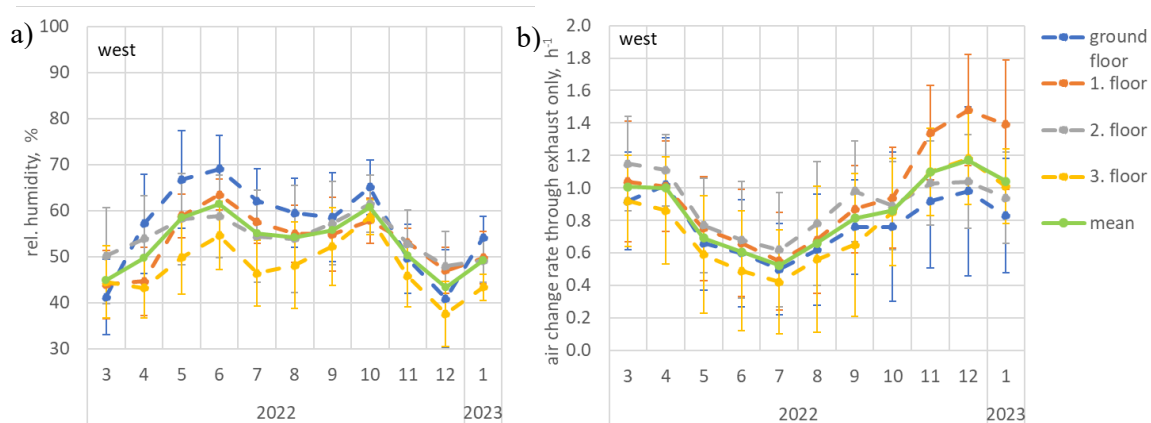 a)
west
rel. humidity, %
100
90
80
70
60
50
40
30
3 4 5 6 7 8 9 10 11 12 1
2022 2023
b)
west
air change rate through exhaust only, h-1
2.0
1.8
1.6
1.4
1.2
1.0
0.8
0.6
0.4
0.2
0.0
3 4 5 6 7 8 9 10 11 12 1
2022 2023
ground
floor
1. floor
2. floor
3. floor
mean